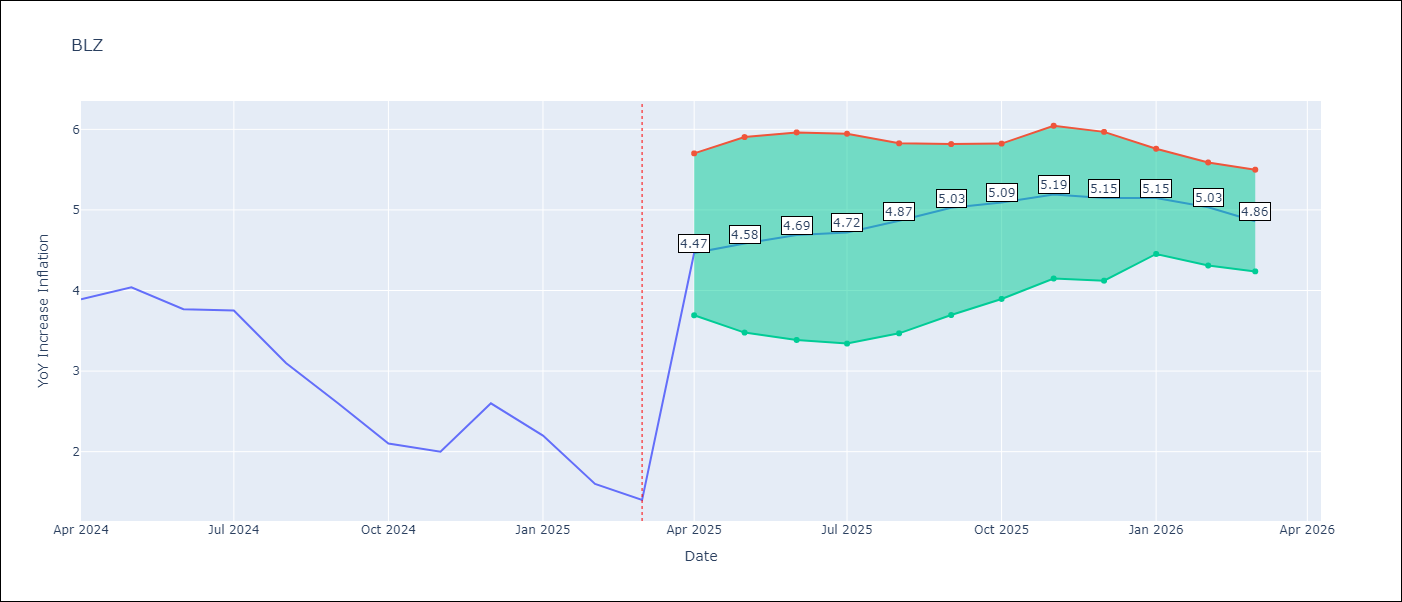 BLZ
YoY Increase Inflation
6
5
4
3
2
4.47
4.58
4.69
4.72
4.87
5.03
5.09
5.19
5.15
5.15
5.03
4.86
Apr 2024
Jul 2024
Oct 2024
Jan 2025
Apr 2025
Jul 2025
Oct 2025
Jan 2026
Apr 2026
Date